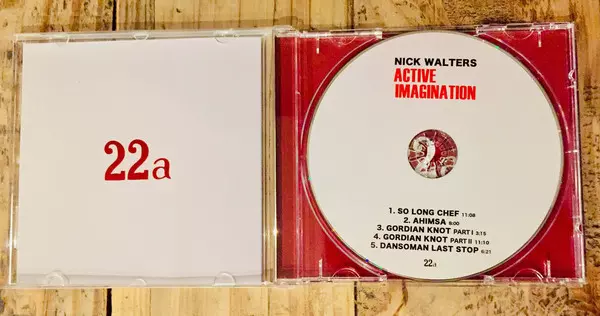 22a
NICK WALTERS
ACTIVE
IMAGINATION
1. SO LONG CHEF 11:08
2. AHIMSA 9:00
3. GORDIAN KNOT PART I 3:15
4. GORDIAN KNOT PART II 11:10
5. DANSOMAN LAST STOP 6:21
22a